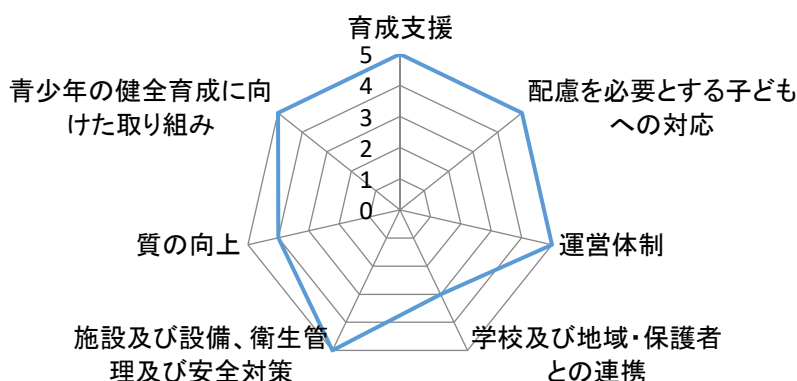 育成支援
5
4
3
2
1
0
配慮を必要とする子ども
への対応
運営体制
学校及び地域・保護者
との連携
施設及び設備、衛生管
理及び安全対策
質の向上
青少年の健全育成に向
けた取り組み